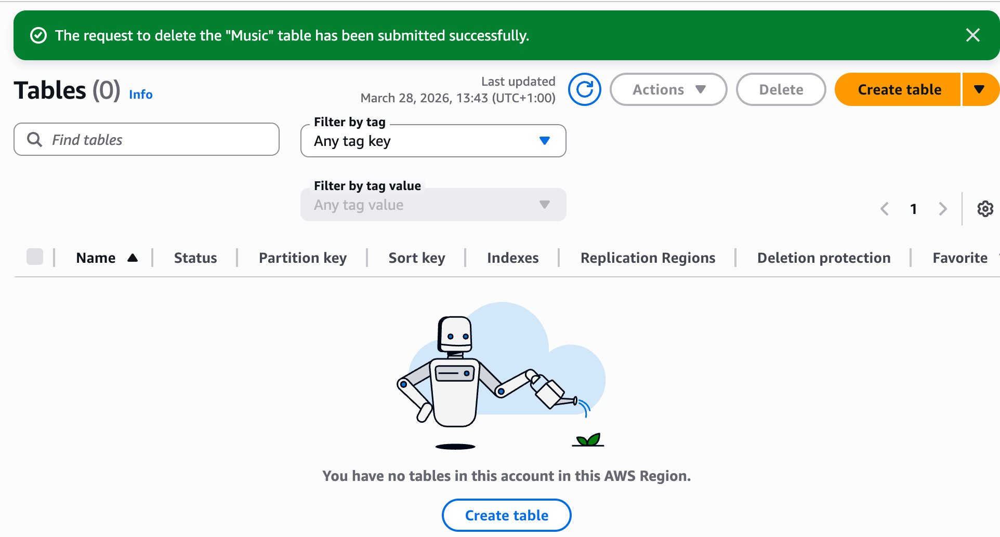 The request to delete the "Music" table has been submitted successfully.
Tables (0) Info
Last updated
March 28, 2026, 13:43 (UTC+1:00)
Actions
Delete
Create table
Find tables
Filter by tag
Any tag key
Filter by tag value
Any tag value
1
Name Status Partition key Sort key Indexes Replication Regions Deletion protection Favorite
You have no tables in this account in this AWS Region.
Create table